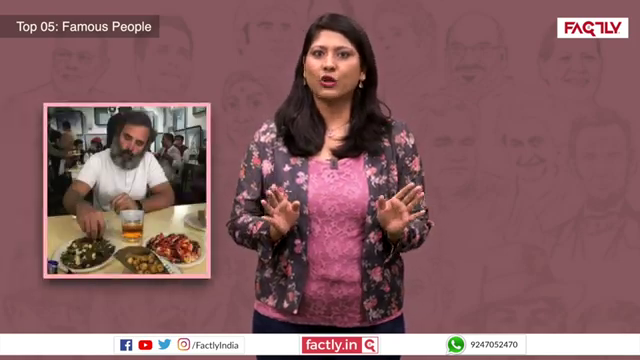 Top 05: Famous People
FACTLY
/FactlyIndia
factly.in
9247052470